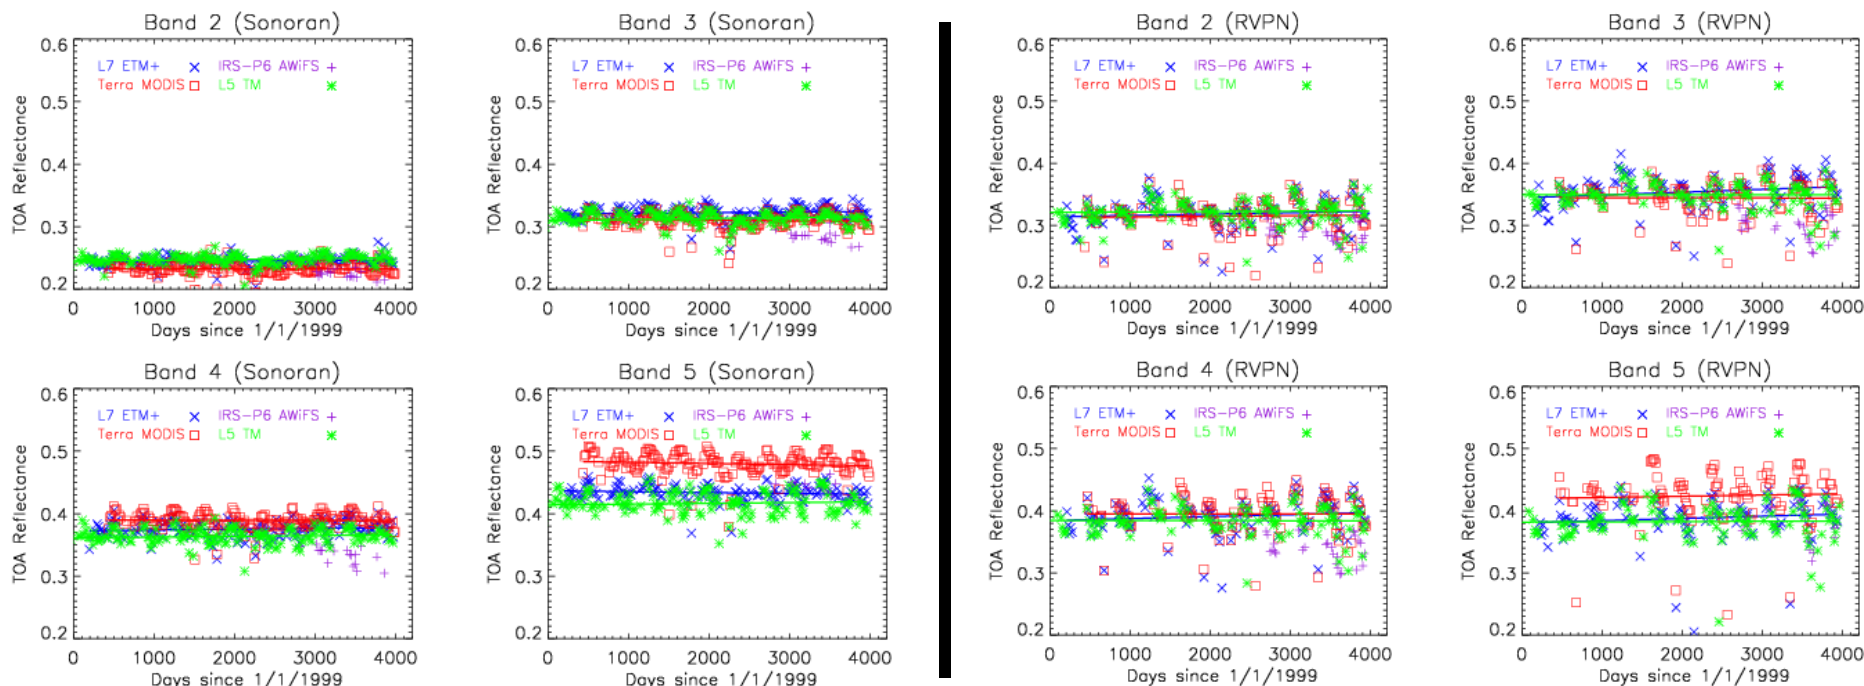 Band 2 (Sonoran)
0.6
0.5
0.4
0.3
0.2
TOA Reflectance
L7 ETM+ IRS-P6 AWiFS
Terra MODIS L5 TM
0 1000 2000 3000 4000
Days since 1/1/1999
Band 3 (Sonoran)
0.6
0.5
0.4
0.3
0.2
TOA Reflectance
L7 ETM+ IRS-P6 AWiFS
Terra MODIS L5 TM
0 1000 2000 3000 4000
Days since 1/1/1999
Band 2 (RVPN)
0.6
0.5
0.4
0.3
0.2
TOA Reflectance
L7 ETM+ IRS-P6 AWiFS
Terra MODIS L5 TM
0 1000 2000 3000 4000
Days since 1/1/1999
Band 3 (RVPN)
0.6
0.5
0.4
0.3
0.2
TOA Reflectance
L7 ETM+ IRS-P6 AWiFS
Terra MODIS L5 TM
0 1000 2000 3000 4000
Days since 1/1/1999
Band 4 (Sonoran)
0.6
0.5
0.4
0.3
0.2
TOA Reflectance
L7 ETM+ IRS-P6 AWiFS
Terra MODIS L5 TM
0 1000 2000 3000 4000
Days since 1/1/1999
Band 5 (Sonoran)
0.6
0.5
0.4
0.3
0.2
TOA Reflectance
L7 ETM+ IRS-P6 AWiFS
Terra MODIS L5 TM
0 1000 2000 3000 4000
Days since 1/1/1999
Band 4 (RVPN)
0.6
0.5
0.4
0.3
0.2
TOA Reflectance
L7 ETM+ IRS-P6 AWiFS
Terra MODIS L5 TM
0 1000 2000 3000 4000
Days since 1/1/1999
Band 5 (RVPN)
0.6
0.5
0.4
0.3
0.2
TOA Reflectance
L7 ETM+ IRS-P6 AWiFS
Terra MODIS L5 TM
0 1000 2000 3000 4000
Days since 1/1/1999